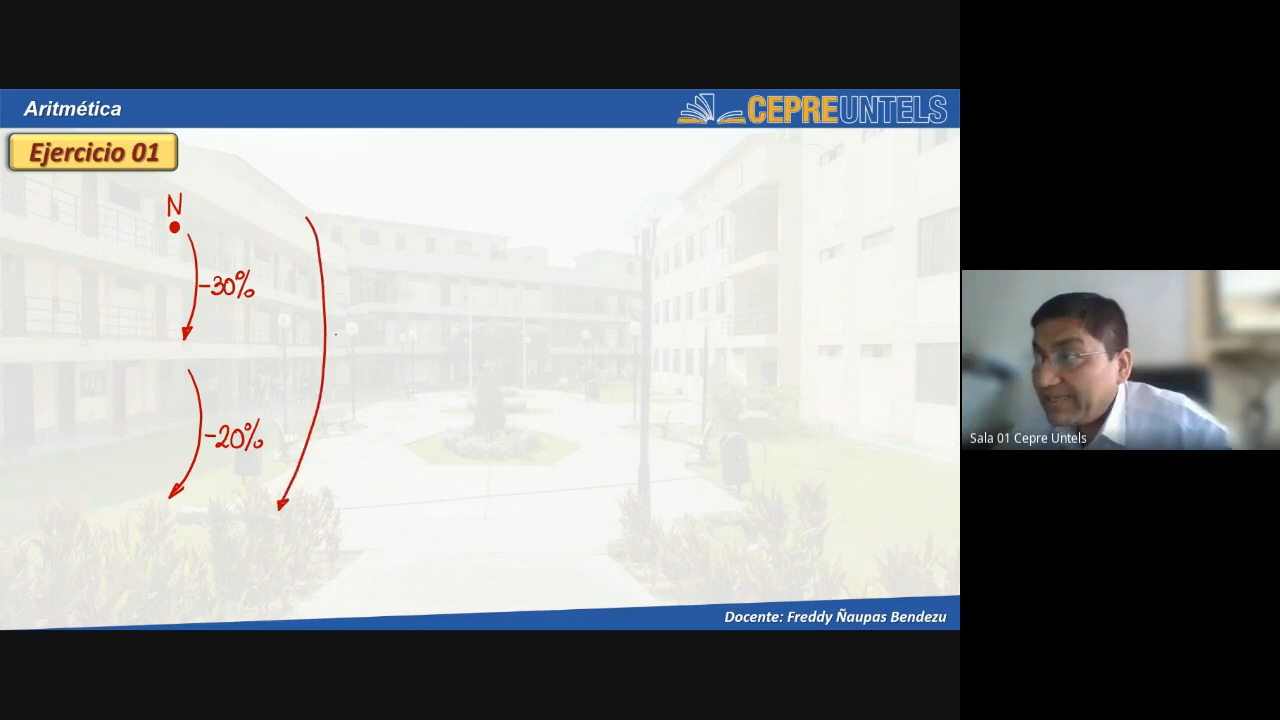 Aritmética
CEPREUNTELS
Ejercicio 01
N
-30%
-20%
Sala 01 Cepre Untels
Docente: Freddy Ñaupas Bendezu